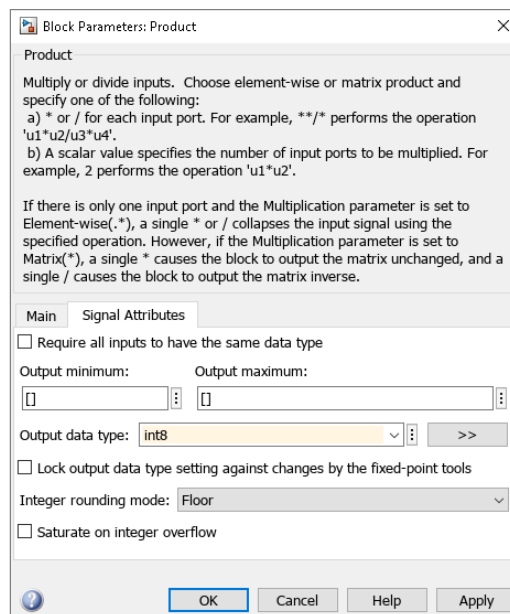 Block Parameters: Product
Product
Multiply or divide inputs.  Choose element-wise or matrix product and
specify one of the following:
a) * or / for each input port. For example, **/* performs the operation
'u1*u2/u3*u4'.
b) A scalar value specifies the number of input ports to be multiplied. For
example, 2 performs the operation 'u1*u2'.
If there is only one input port and the Multiplication parameter is set to
Element-wise(.*), a single * or / collapses the input signal using the
specified operation. However, if the Multiplication parameter is set to
Matrix(*), a single * causes the block to output the matrix unchanged, and a
single / causes the block to output the matrix inverse.
Main Signal Attributes
Require all inputs to have the same data type
Output minimum: Output maximum:
[] []
Output data type: int8 >>
Lock output data type setting against changes by the fixed-point tools
Integer rounding mode: Floor
Saturate on integer overflow
? OK Cancel Help Apply